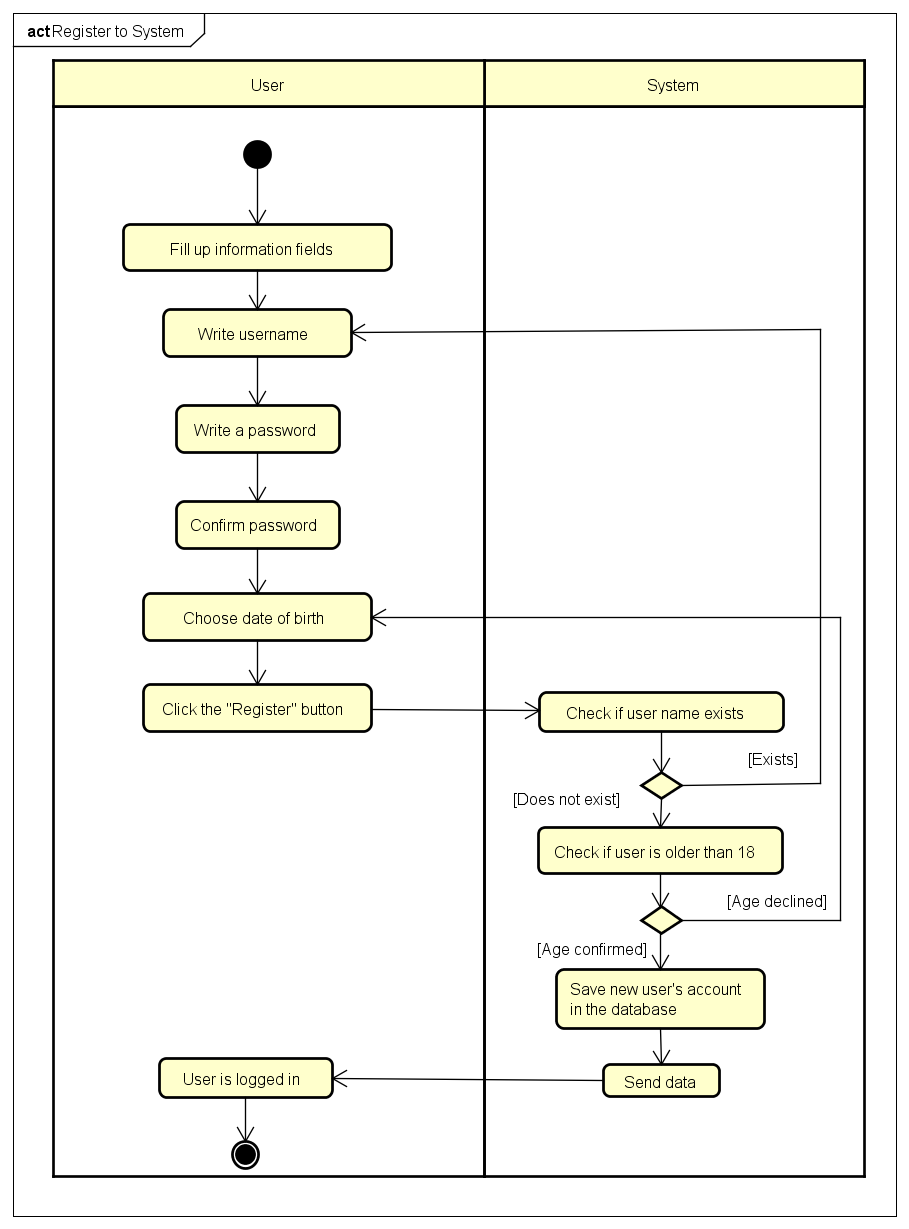 act Register to System
User
System
Fill up information fields
Write username
Write a password
Confirm password
Choose date of birth
Click the "Register" button
Check if user name exists
[Exists]
[Does not exist]
Check if user is older than 18
[Age declined]
[Age confirmed]
Save new user's account
in the database
User is logged in
Send data